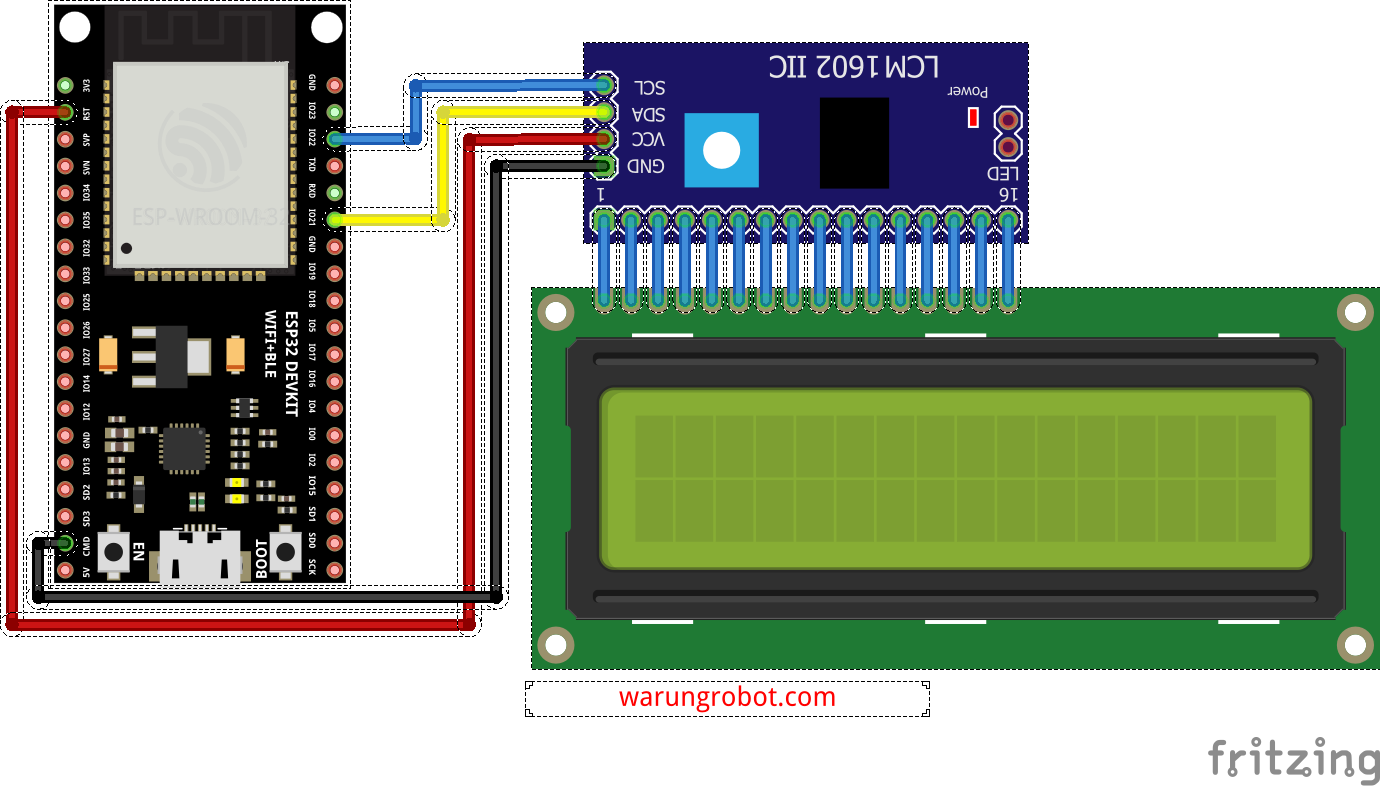 3V3
RST
SVP
SVN
IO34
IO35
IO32
IO33
IO25
IO26
IO27
IO14
IO12
GND
IO13
SD2
SD3
CMD
5V
ESP-WROOM-32
GND
IO23
IO22
TXD
RXD
IO21
GND
IO19
IO18
IO5
IO17
IO16
IO4
IO0
IO2
IO15
SD1
SD0
SCK
ESP32 DEVKIT
WIFI+BLE
EN
BOOT
LCM 1602 IIC
SCL
SDA
VCC
GND
Power
LED
1
16
warungrobot.com
fritzing